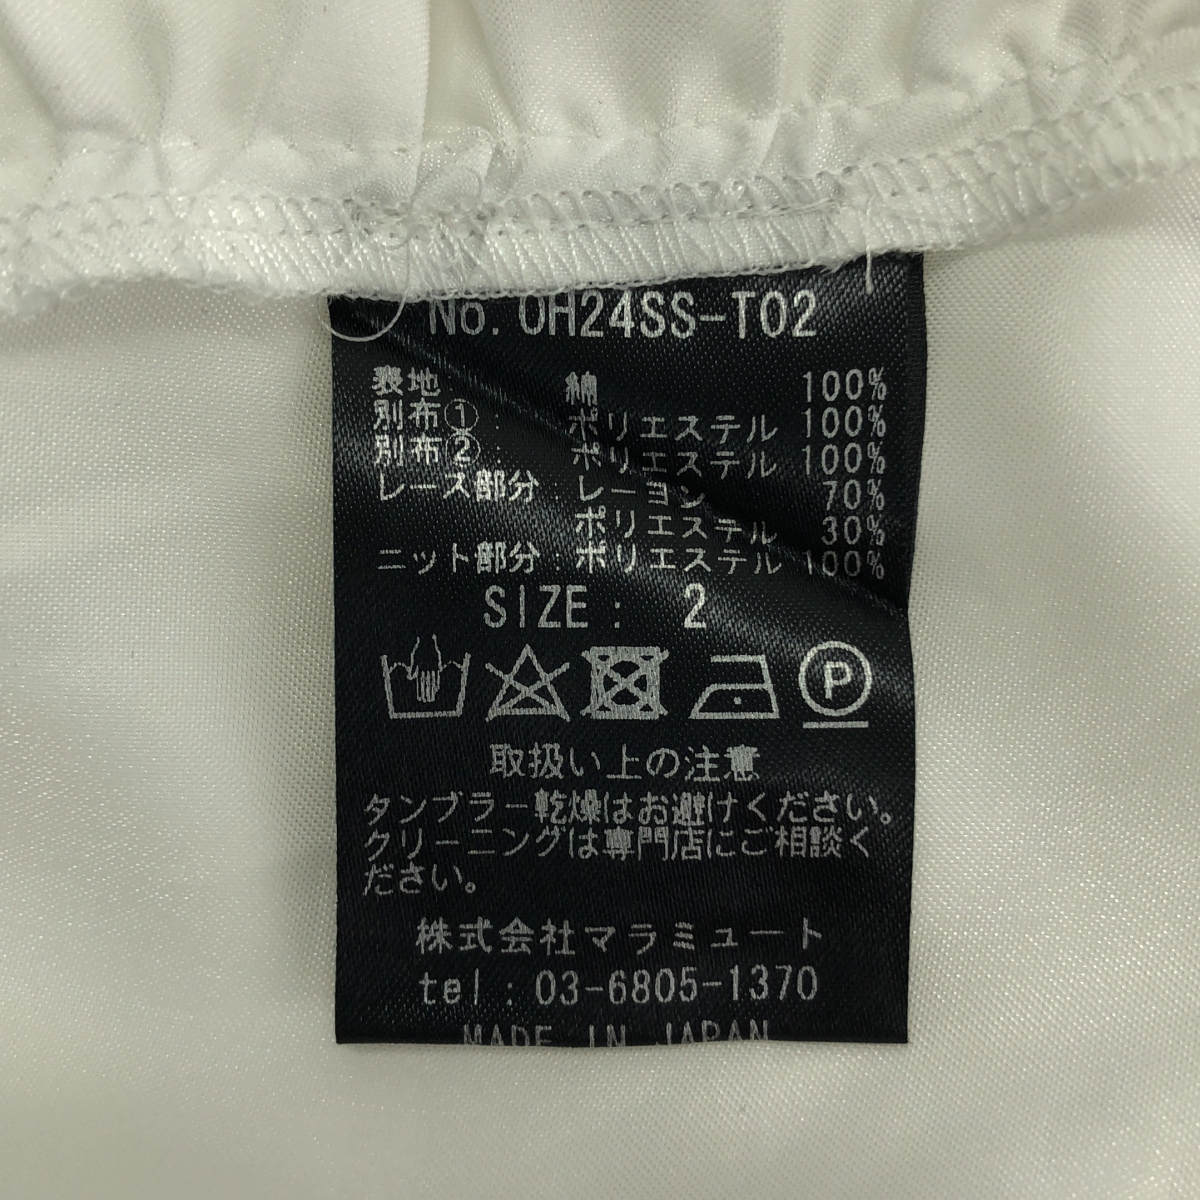 No. OH24SS-T02
表地 : 綿 100%
別布① : ポリエステル 100%
別布② : ポリエステル 100%
レース部分 : レーヨン 70%
ポリエステル 30%
ニット部分 : ポリエステル 100%
SIZE : 2
P
取扱い上の注意
タンブラー乾燥はお避けください。
クリーニングは専門店にご相談く
ださい。
株式会社マラミュート
tel : 03-6805-1370
MADE IN JAPAN